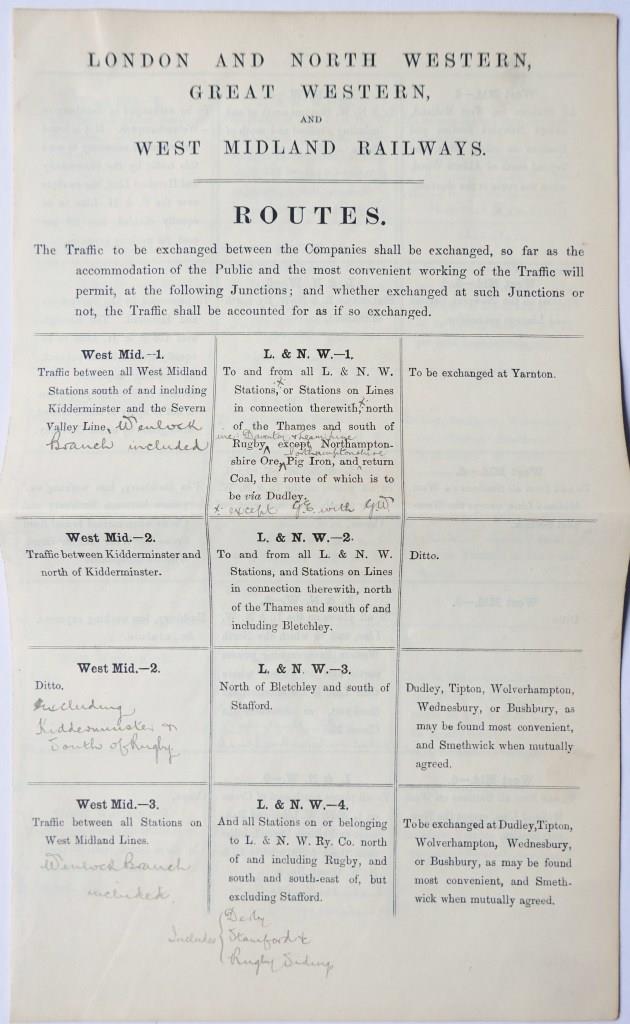 LONDON AND NORTH WESTERN,
GREAT WESTERN,
AND
WEST MIDLAND RAILWAYS.
ROUTES.
The Traffic to be exchanged between the Companies shall be exchanged, so far as the
accommodation of the Public and the most convenient working of the Traffic will
permit, at the following Junctions; and whether exchanged at such Junctions or
not, the Traffic shall be accounted for as if so exchanged.
West Mid.—1.
Traffic between all West Midland
Stations south of and including
Kidderminster and the Severn
Valley Line, Wenlock
Branch included
L. & N. W.—1.
To and from all L. & N. W.
Stations,x or Stations on Lines
in connection therewith,x north
of the Thames and south of
inc. Daventry & Leamington
Rugby, except Northampton-
Northamptonshire
shire Ore, Pig Iron, and return
Coal, the route of which is to
be via Dudley.
x except G.E. with G.W
To be exchanged at Yarnton.
West Mid.—2.
Traffic between Kidderminster and
north of Kidderminster.
L. & N. W.—2.
To and from all L. & N. W.
Stations, and Stations on Lines
in connection therewith, north
of the Thames and south of and
including Bletchley.
Ditto.
West Mid.—2.
Ditto.
excluding
Kidderminster &
South of Rugby
L. & N. W.—3.
North of Bletchley and south of
Stafford.
Dudley, Tipton, Wolverhampton,
Wednesbury, or Bushbury, as
may be found most convenient,
and Smethwick when mutually
agreed.
West Mid.—3.
Traffic between all Stations on
West Midland Lines.
Wenlock Branch
included.
L. & N. W.—4.
And all Stations on or belonging
to L. & N. W. Ry. Co. north
of and including Rugby, and
south and south-east of, but
excluding Stafford.
Includes Derby
Stamford &
Rugby Sidings
To be exchanged at Dudley, Tipton,
Wolverhampton, Wednesbury,
or Bushbury, as may be found
most convenient, and Smeth-
wick when mutually agreed.